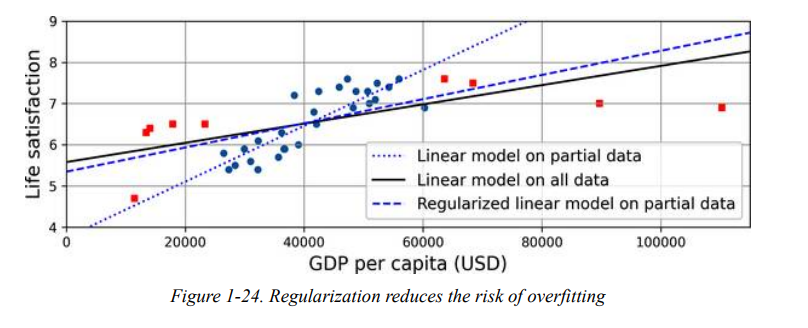 9
8
7
6
5
4
Life satisfaction
0
20000
40000
60000
80000
100000
GDP per capita (USD)
Linear model on partial data
Linear model on all data
Regularized linear model on partial data
Figure 1-24. Regularization reduces the risk of overfitting